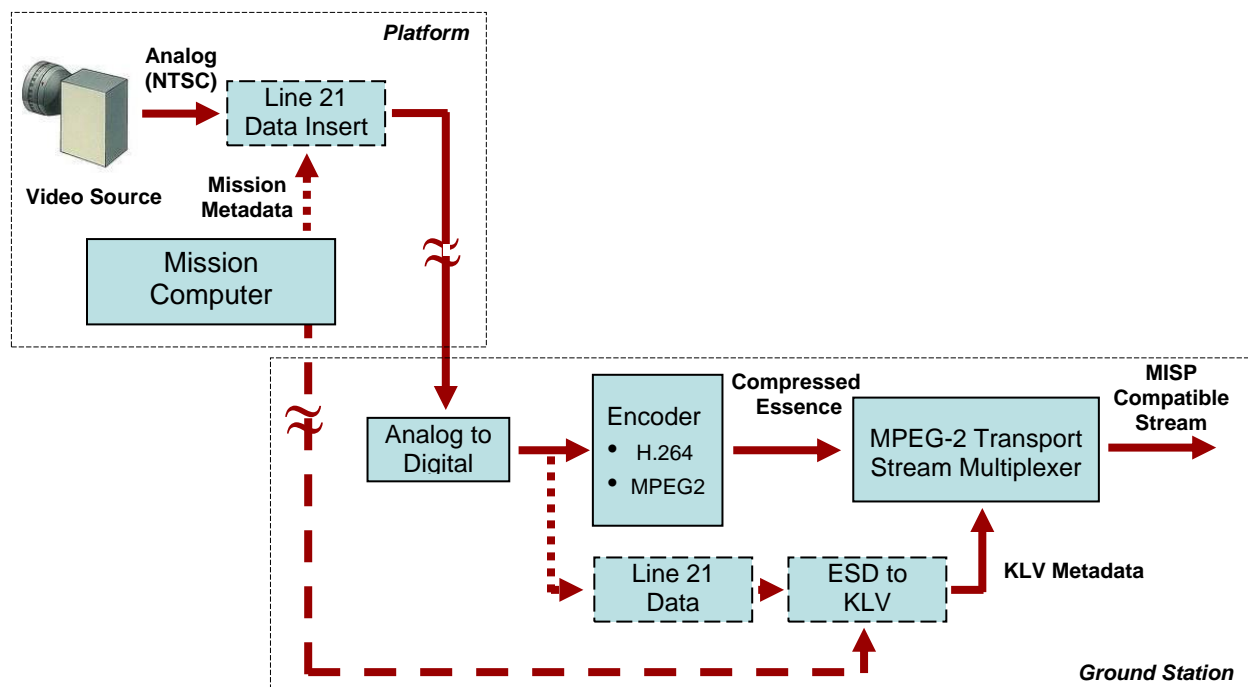 Platform
Analog
(NTSC)
Line 21
Data Insert
Video Source
Mission
Metadata
Mission
Computer
Analog to
Digital
Encoder
• H.264
• MPEG2
Compressed
Essence
MPEG-2 Transport
Stream Multiplexer
MISP
Compatible
Stream
Line 21
Data
ESD to
KLV
KLV Metadata
Ground Station